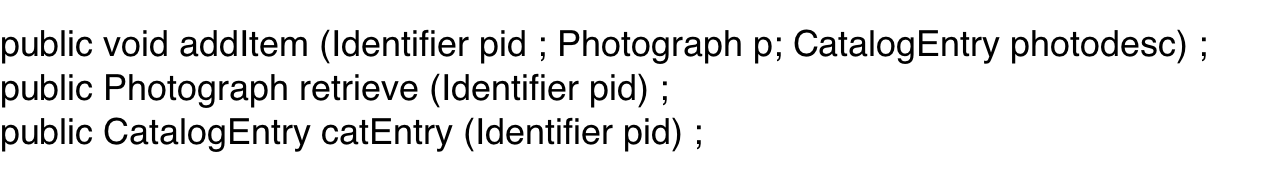 public void addItem (Identifier pid ; Photograph p; CatalogEntry photodesc) ;
public Photograph retrieve (Identifier pid) ;
public CatalogEntry catEntry (Identifier pid) ;